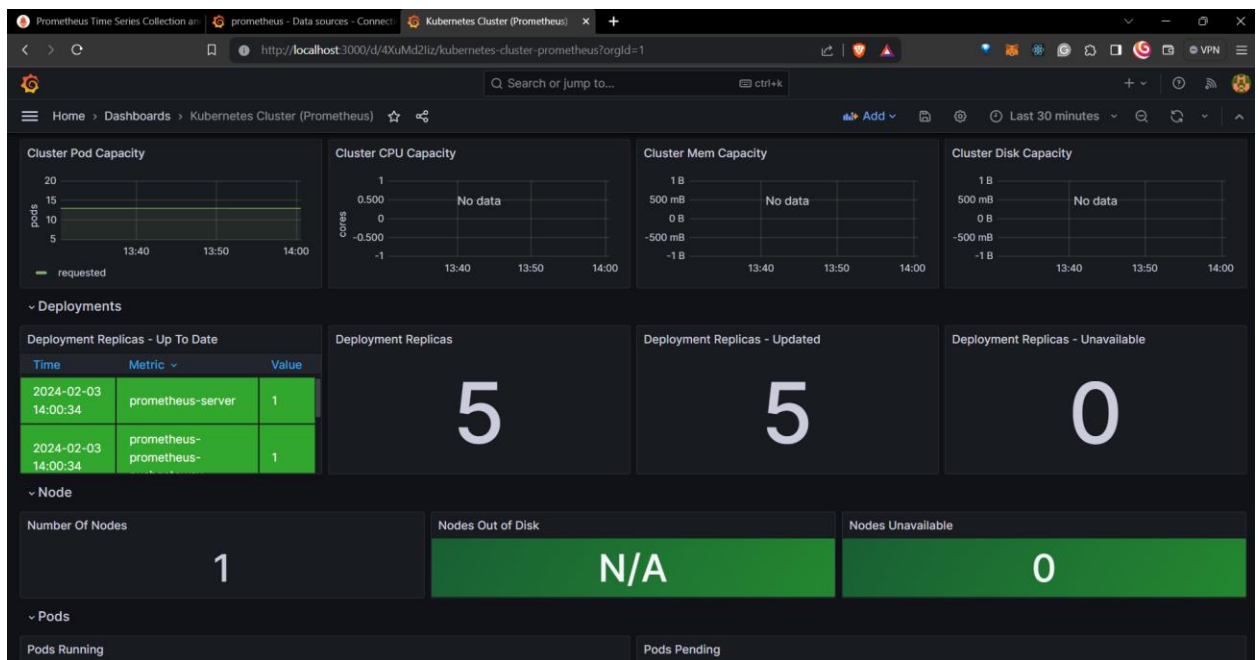 Prometheus Time Series Collection an
prometheus - Data sources - Connecti
Kubernetes Cluster (Prometheus)
http://localhost:3000/d/4XuMd2Iiz/kubernetes-cluster-prometheus?orgId=1
VPN
Search or jump to...
ctrl+k
Home › Dashboards › Kubernetes Cluster (Prometheus)
Add
Last 30 minutes
Cluster Pod Capacity
20
15
10
5
pods
13:40 13:50 14:00
requested
Cluster CPU Capacity
1
0.500
0
-0.500
-1
cores
No data
13:40 13:50 14:00
Cluster Mem Capacity
1 B
500 mB
0 B
-500 mB
-1 B
No data
13:40 13:50 14:00
Cluster Disk Capacity
1 B
500 mB
0 B
-500 mB
-1 B
No data
13:40 13:50 14:00
Deployments
Deployment Replicas - Up To Date
Time Metric Value
2024-02-03 14:00:34 prometheus-server 1
2024-02-03 14:00:34 prometheus-prometheus- 1
Deployment Replicas
5
Deployment Replicas - Updated
5
Deployment Replicas - Unavailable
0
Node
Number Of Nodes
1
Nodes Out of Disk
N/A
Nodes Unavailable
0
Pods
Pods Running
Pods Pending